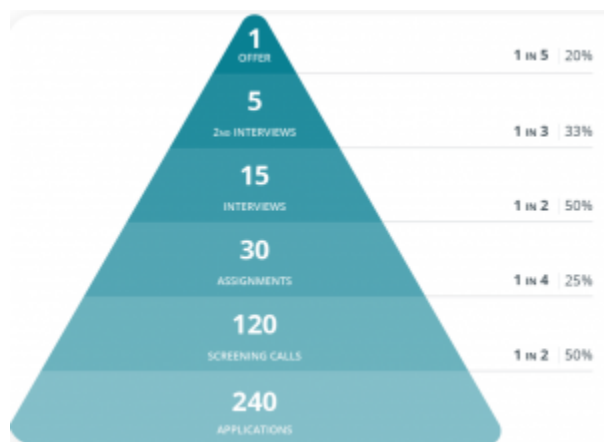 1
OFFER
1 IN 5 20%
5
2ND INTERVIEWS
1 IN 3 33%
15
INTERVIEWS
1 IN 2 50%
30
ASSIGNMENTS
1 IN 4 25%
120
SCREENING CALLS
1 IN 2 50%
240
APPLICATIONS